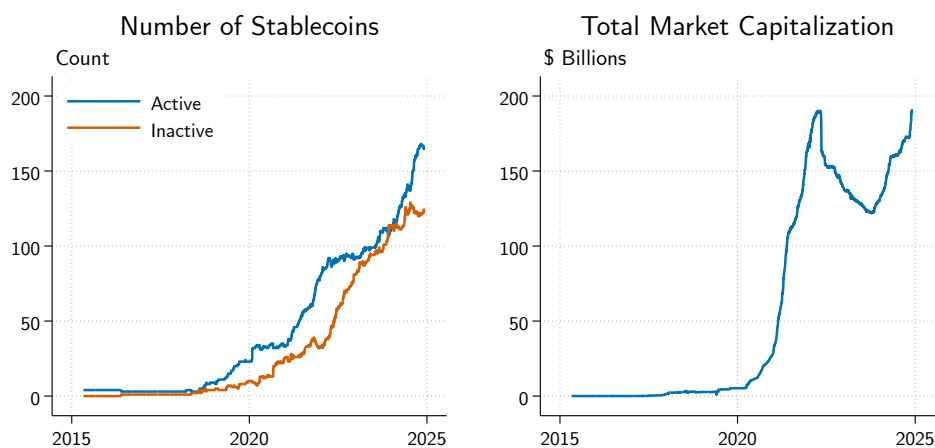 Number of Stablecoins
Count
200
150
100
50
0
2015
2020
2025
Active
Inactive
Total Market Capitalization
$ Billions
200
150
100
50
0
2015
2020
2025